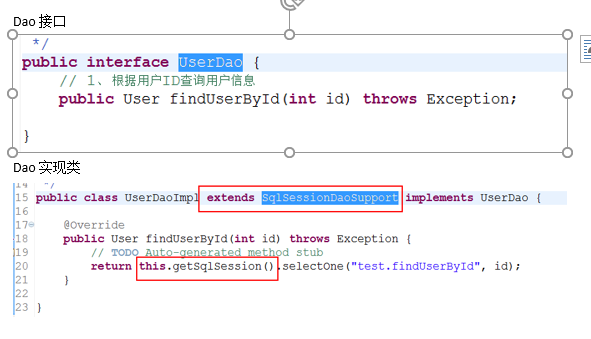 Dao 接口
*/
public interface UserDao {
// 1、根据用户ID查询用户信息
public User findUserById(int id) throws Exception;
}
Dao 实现类
14 */
15 public class UserDaoImpl extends SqlSessionDaoSupport implements UserDao {
16
17 @Override
18 public User findUserById(int id) throws Exception {
19 // TODO Auto-generated method stub
20 return this.getSqlSession().selectOne("test.findUserById", id);
21 }
22
23 }